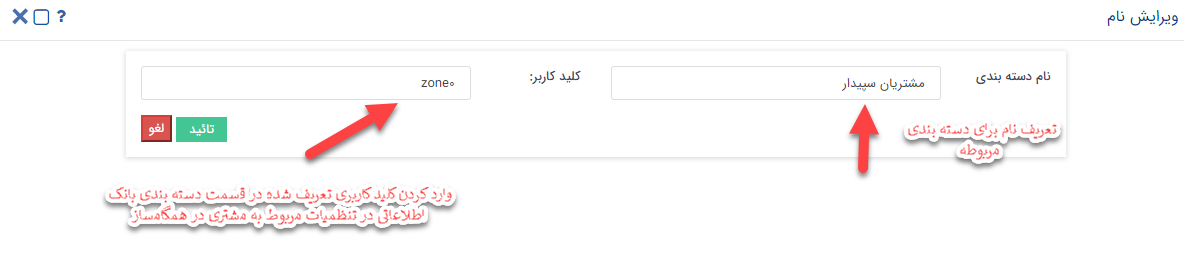 ویرایش نام
?
نام دسته بندی
مشتریان سپیدار
کلید کاربر:
zone۰
تائید
لغو
تعریف نام برای دسته بندی
مربوطه
وارد کردن کلید کاربری تعریف شده در قسمت دسته بندی بانک
اطلاعاتی در تنظمیات مربوط به مشتری در همگامساز